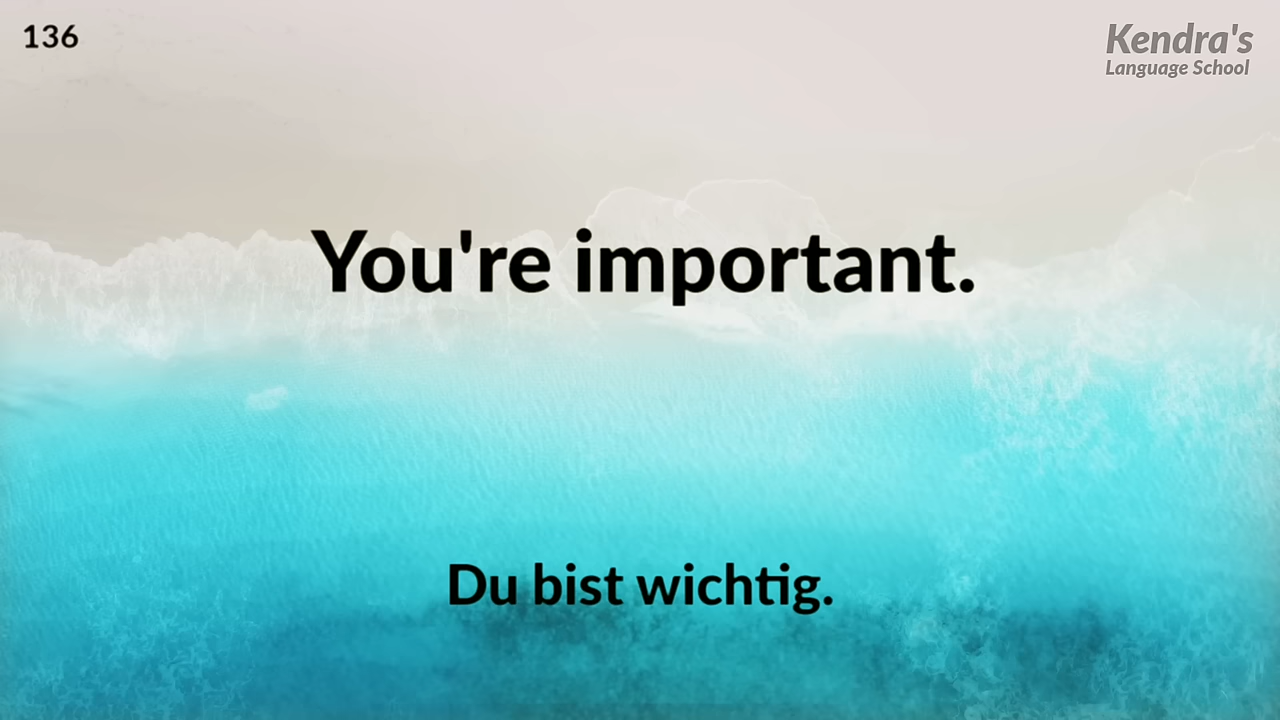 136
Kendra's
Language School
You're important.
Du bist wichtig.